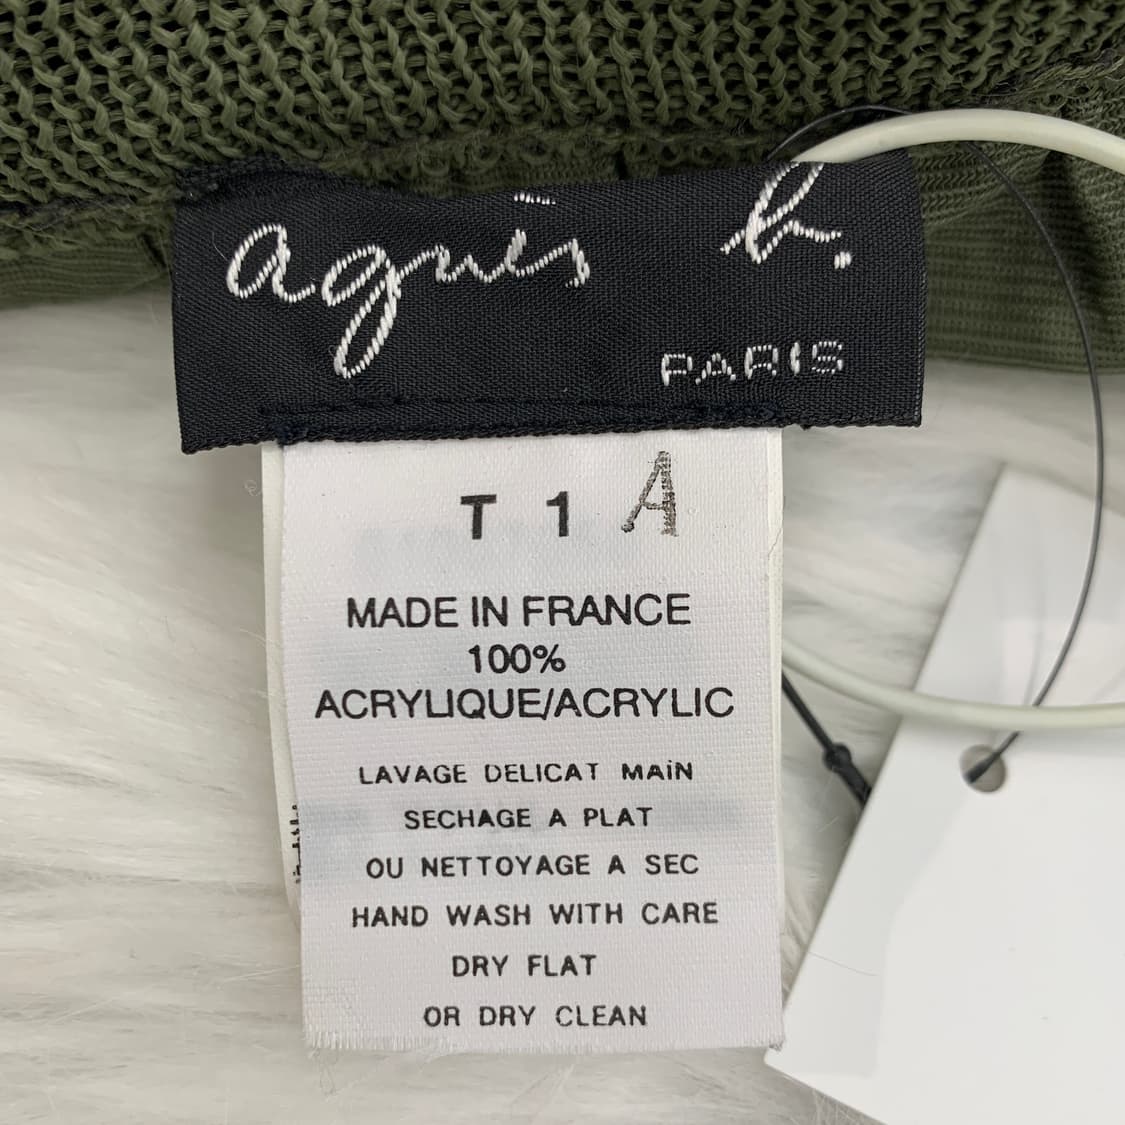 agnès b.
PARIS
T 1 A
MADE IN FRANCE
100%
ACRYLIQUE/ACRYLIC
LAVAGE DELICAT MAiN
SECHAGE A PLAT
OU NETTOYAGE A SEC
HAND WASH WITH CARE
DRY FLAT
OR DRY CLEAN